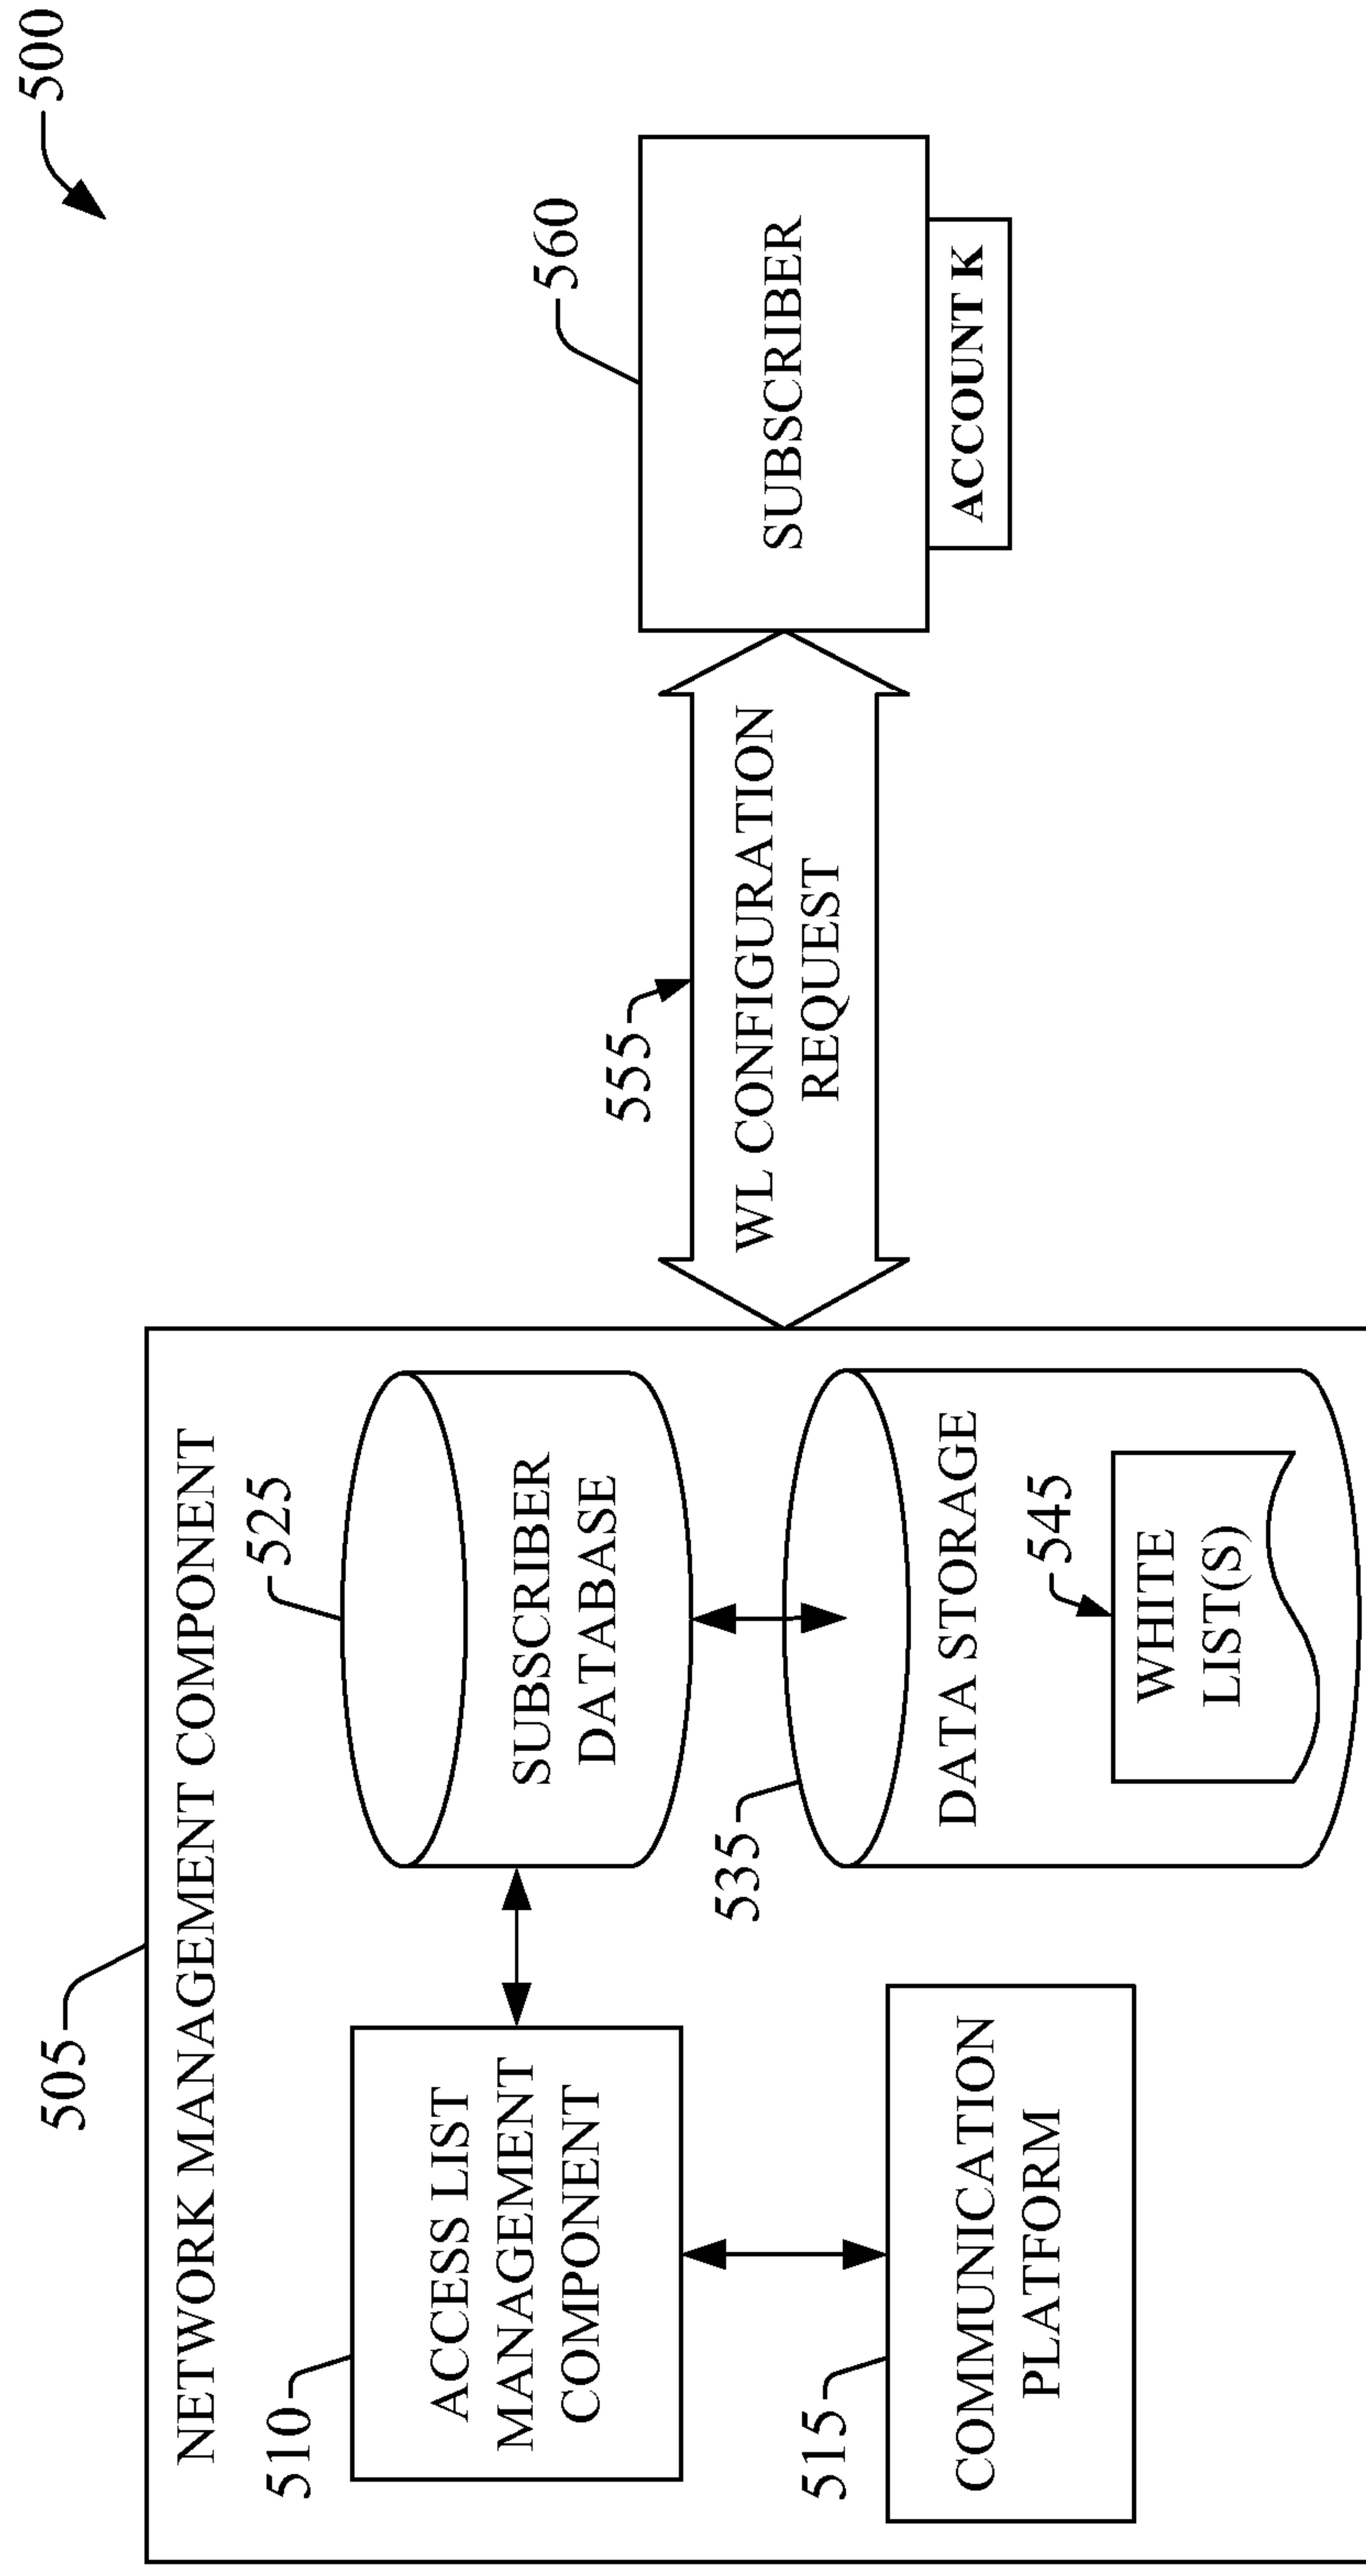 500
505
NETWORK MANAGEMENT COMPONENT
510
ACCESS LIST
MANAGEMENT
COMPONENT
525
SUBSCRIBER
DATABASE
515
COMMUNICATION
PLATFORM
535
DATA STORAGE
545
WHITE
LIST(S)
555
WL CONFIGURATION
REQUEST
560
SUBSCRIBER
ACCOUNT K